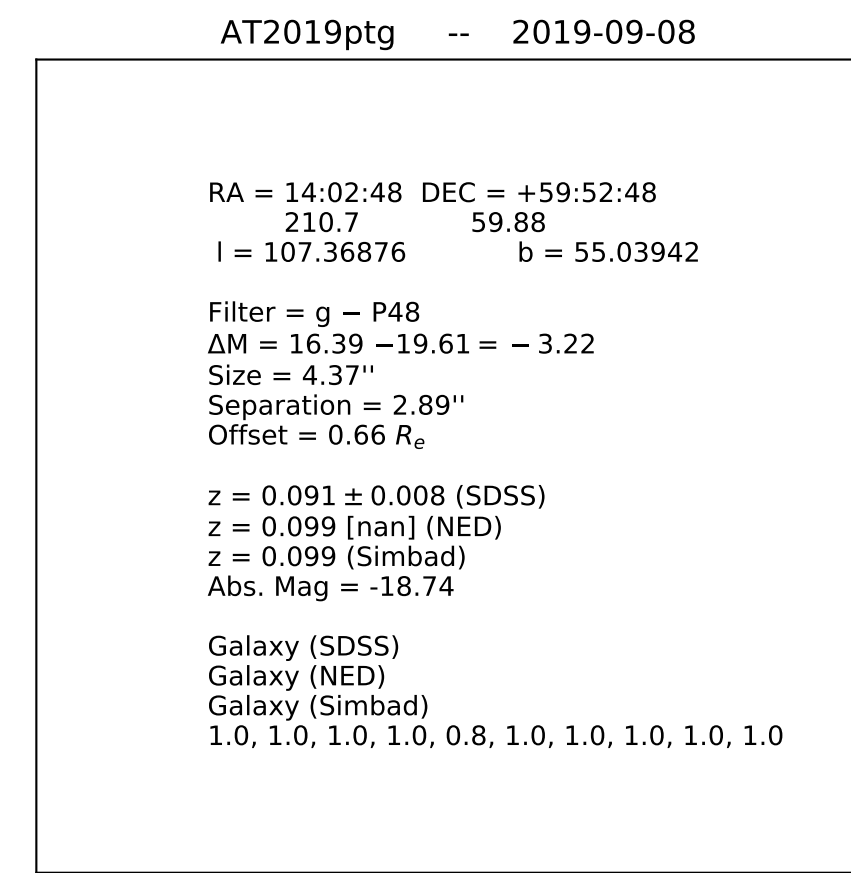 AT2019ptg -- 2019-09-08
RA = 14:02:48 DEC = +59:52:48
210.7 59.88
l = 107.36876 b = 55.03942
Filter = g − P48
ΔM = 16.39 −19.61 = − 3.22
Size = 4.37''
Separation = 2.89''
Offset = 0.66 Rₑ
z = 0.091 ± 0.008 (SDSS)
z = 0.099 [nan] (NED)
z = 0.099 (Simbad)
Abs. Mag = -18.74
Galaxy (SDSS)
Galaxy (NED)
Galaxy (Simbad)
1.0, 1.0, 1.0, 1.0, 0.8, 1.0, 1.0, 1.0, 1.0, 1.0